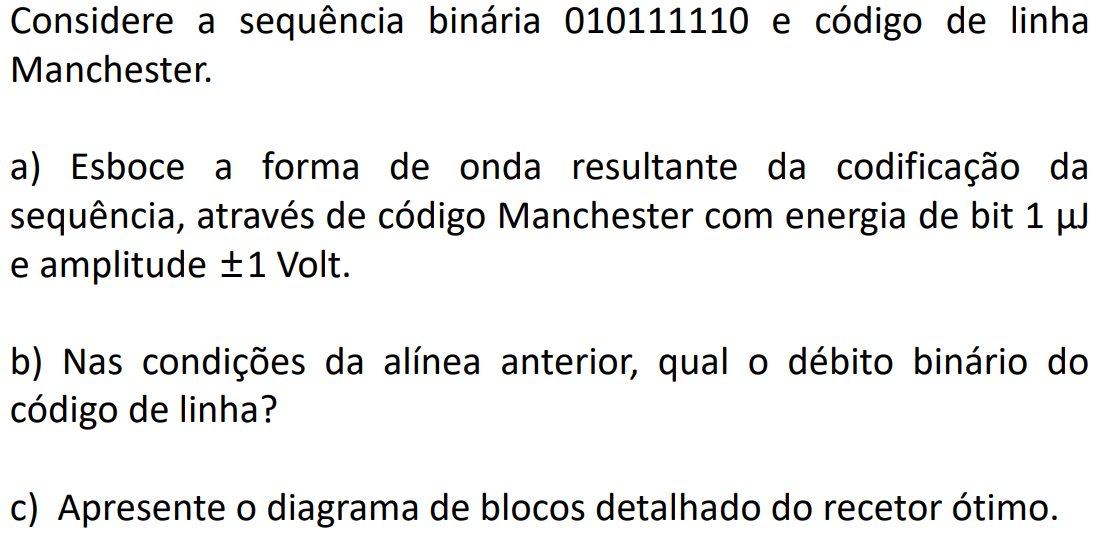 Considere a sequência binária 010111110 e código de linha
Manchester.
a) Esboce a forma de onda resultante da codificação da
sequência, através de código Manchester com energia de bit 1 µJ
e amplitude ±1 Volt.
b) Nas condições da alínea anterior, qual o débito binário do
código de linha?
c) Apresente o diagrama de blocos detalhado do recetor ótimo.